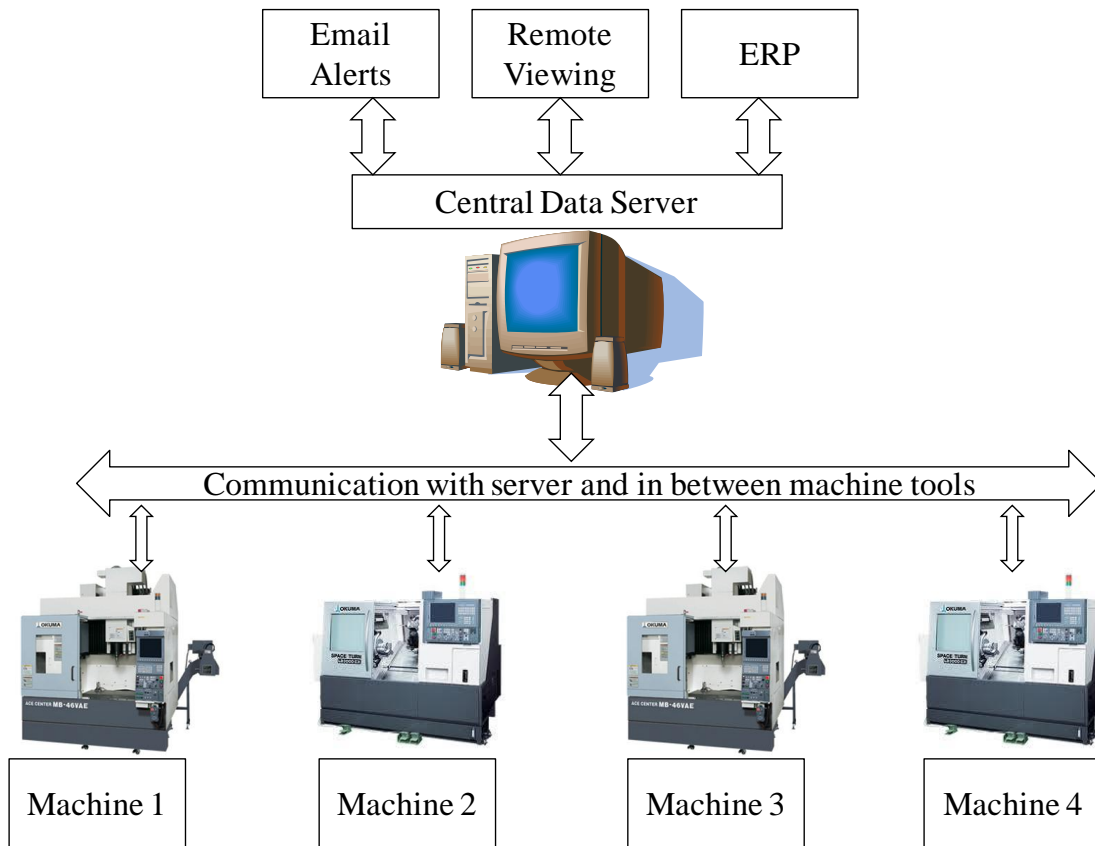 Email
Alerts
Remote
Viewing
ERP
Central Data Server
Communication with server and in between machine tools
OKUMA
ACE CENTER MB-46VAE
OKUMA
SPACE TURN
OKUMA
ACE CENTER MB-46VAE
OKUMA
SPACE TURN
Machine 1
Machine 2
Machine 3
Machine 4